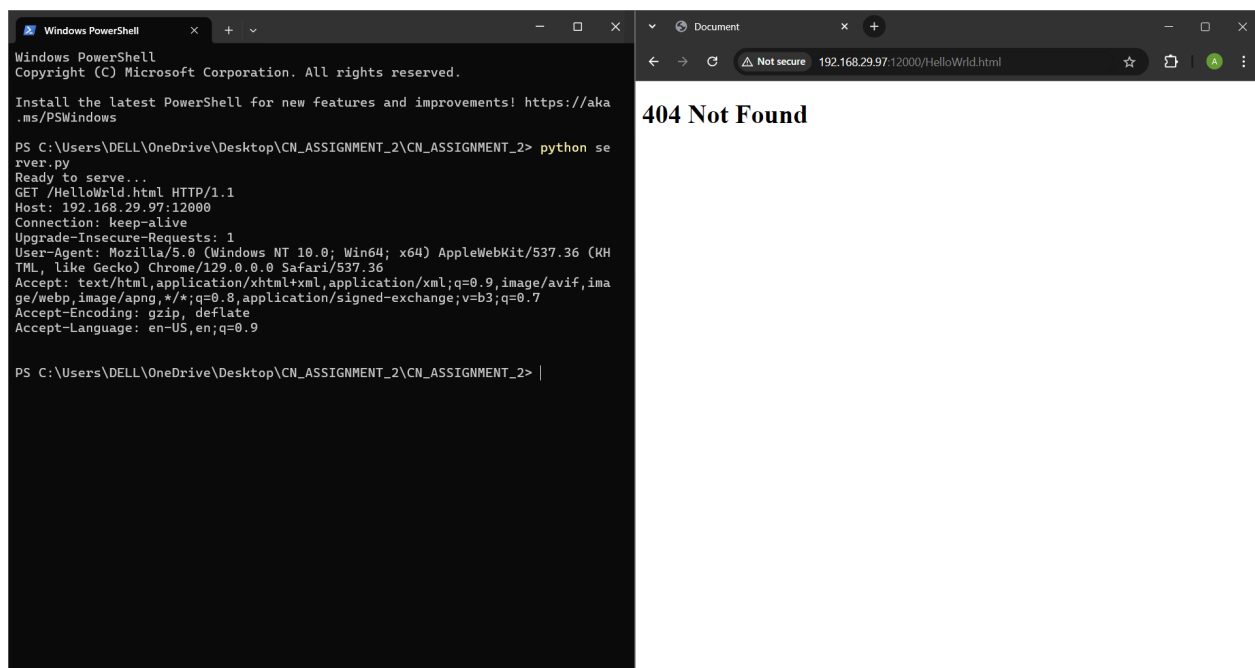 Windows PowerShell
Windows PowerShell
Copyright (C) Microsoft Corporation. All rights reserved.
Install the latest PowerShell for new features and improvements! https://aka
.ms/PSWindows
PS C:\Users\DELL\OneDrive\Desktop\CN_ASSIGNMENT_2\CN_ASSIGNMENT_2> python se
rver.py
Ready to serve...
GET /HelloWrld.html HTTP/1.1
Host: 192.168.29.97:12000
Connection: keep-alive
Upgrade-Insecure-Requests: 1
User-Agent: Mozilla/5.0 (Windows NT 10.0; Win64; x64) AppleWebKit/537.36 (KH
TML, like Gecko) Chrome/129.0.0.0 Safari/537.36
Accept: text/html,application/xhtml+xml,application/xml;q=0.9,image/avif,ima
ge/webp,image/apng,*/*;q=0.8,application/signed-exchange;v=b3;q=0.7
Accept-Encoding: gzip, deflate
Accept-Language: en-US,en;q=0.9
PS C:\Users\DELL\OneDrive\Desktop\CN_ASSIGNMENT_2\CN_ASSIGNMENT_2>
Document
Not secure 192.168.29.97:12000/HelloWrld.html
A
404 Not Found